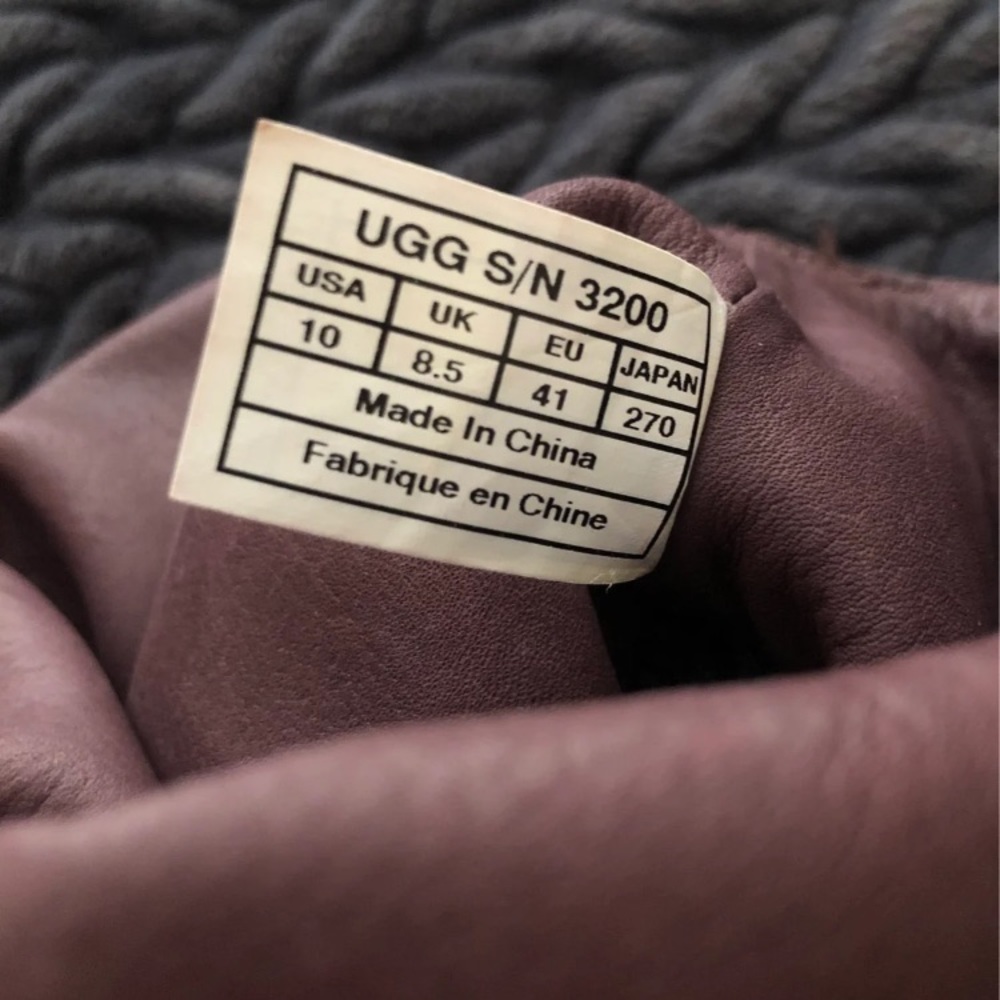 UGG S/N 3200
USA UK EU JAPAN
10 8.5 41 270
Made In China
Fabrique en Chine